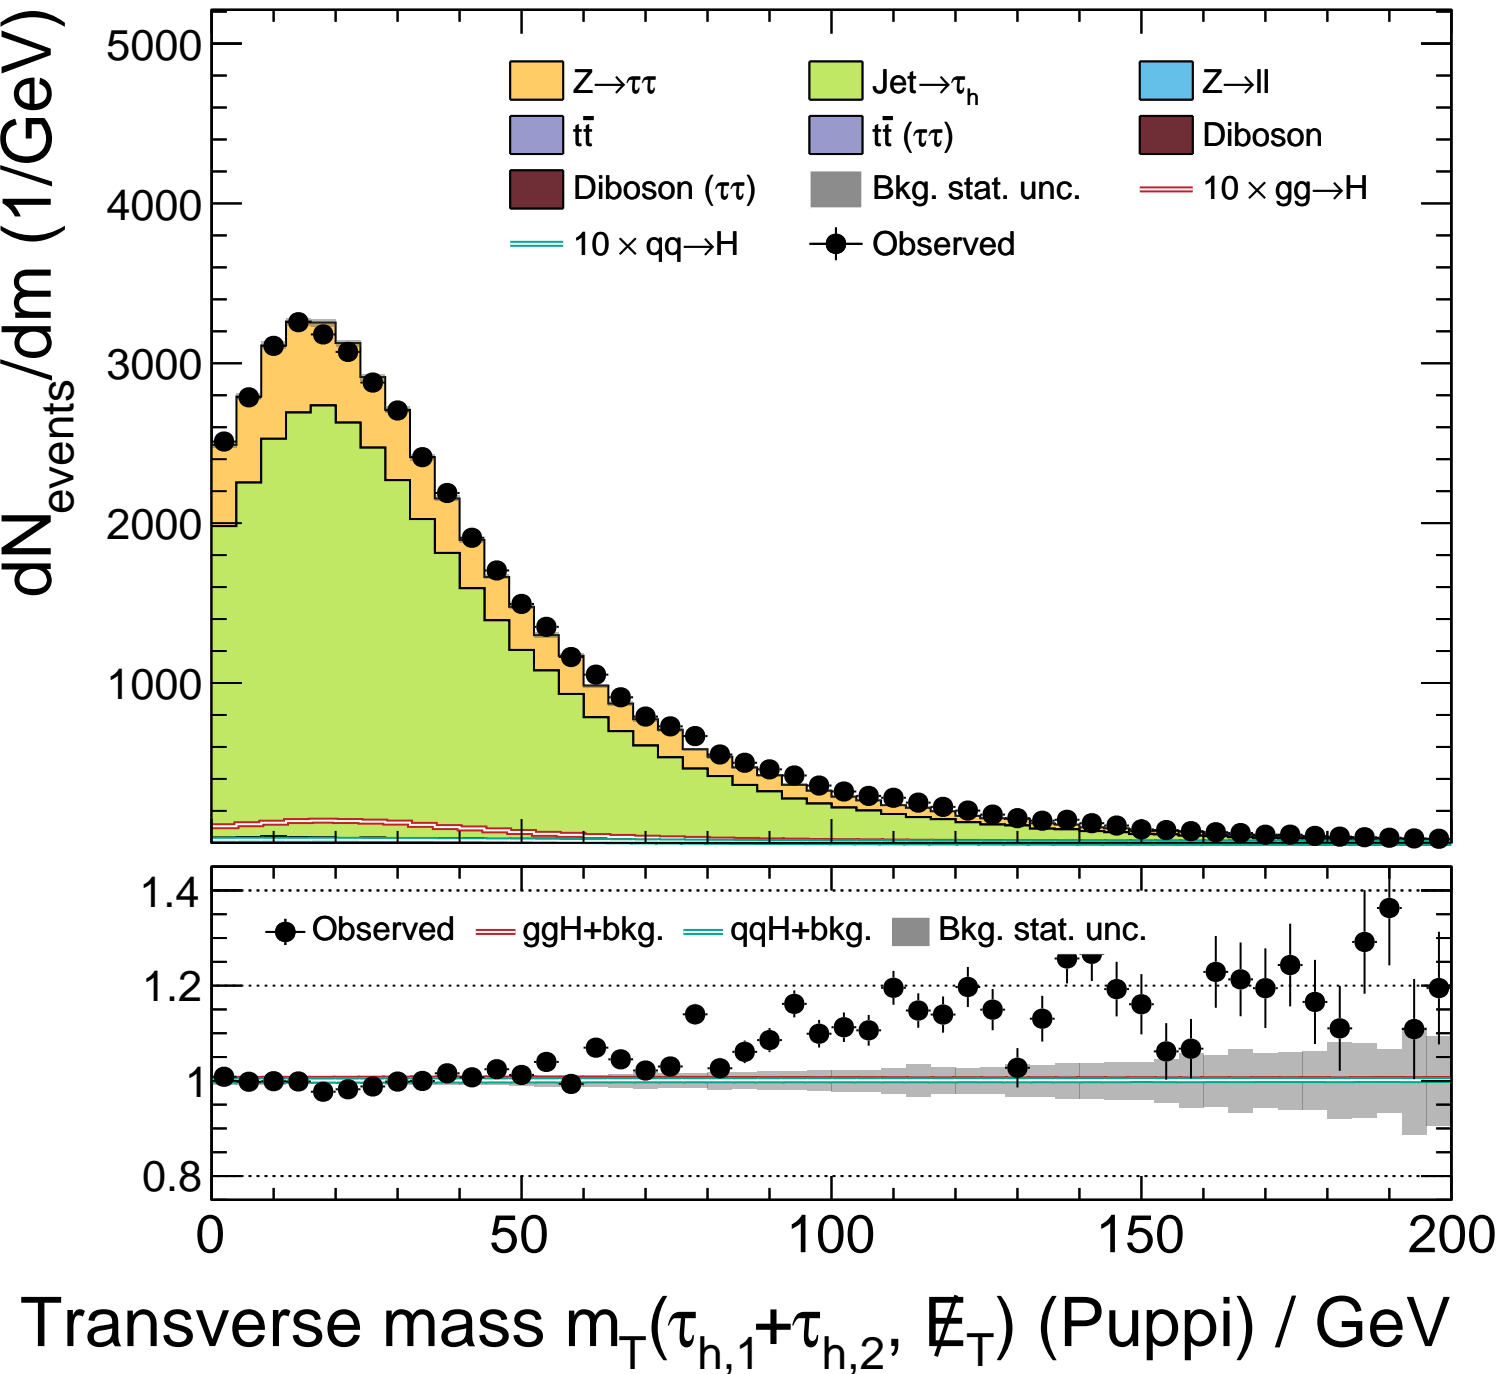 dN_events/dm (1/GeV)
5000
4000
3000
2000
1000
Z→ττ Jet→τ_h Z→ll
tt̄ tt̄ (ττ) Diboson
Diboson (ττ) Bkg. stat. unc. 10 × gg→H
10 × qq→H Observed
1.4
1.2
1
0.8
Observed ggH+bkg. qqH+bkg. Bkg. stat. unc.
0 50 100 150 200
Transverse mass m_T(τ_h,1+τ_h,2, E̸_T) (Puppi) / GeV